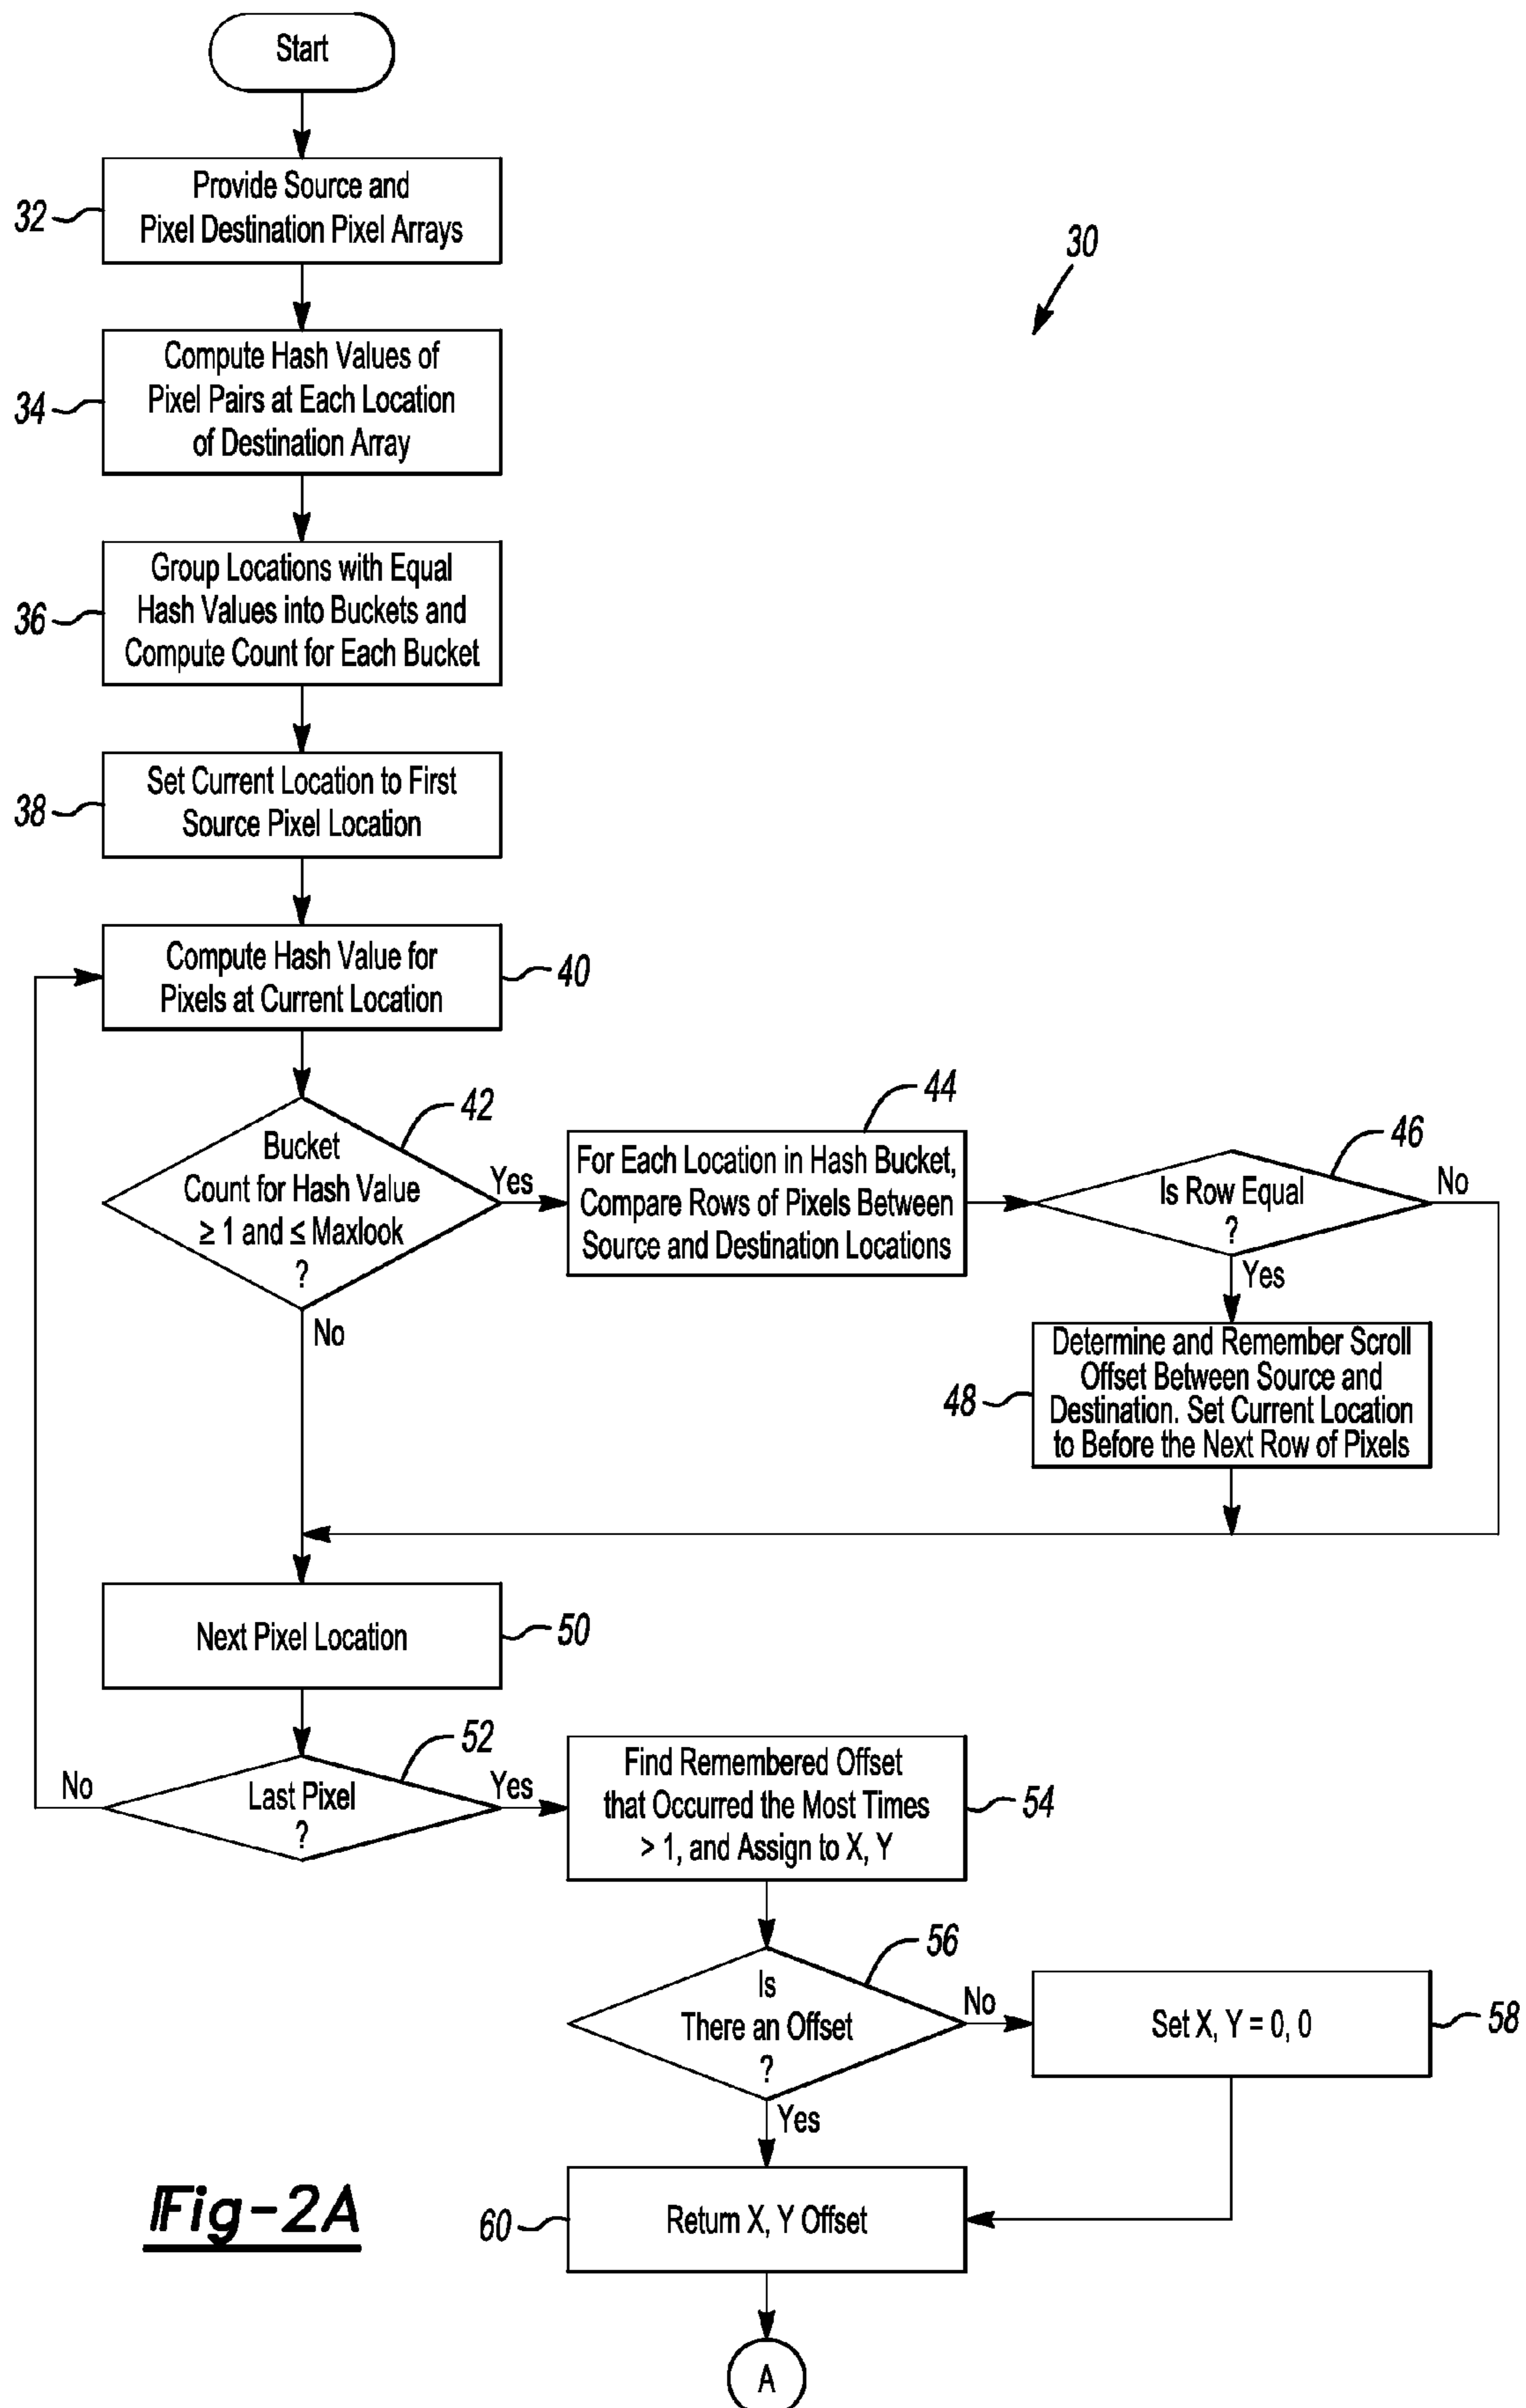 Start
Provide Source and
Pixel Destination Pixel Arrays
32
30
Compute Hash Values of
Pixel Pairs at Each Location
of Destination Array
34
Group Locations with Equal
Hash Values into Buckets and
Compute Count for Each Bucket
36
Set Current Location to First
Source Pixel Location
38
Compute Hash Value for
Pixels at Current Location
40
42
Bucket
Count for Hash Value
≥ 1 and ≤ Maxlook
?
Yes
No
44
For Each Location in Hash Bucket,
Compare Rows of Pixels Between
Source and Destination Locations
46
Is Row Equal
?
No
Yes
Determine and Remember Scroll
Offset Between Source and
Destination. Set Current Location
to Before the Next Row of Pixels
48
Next Pixel Location
50
52
Last Pixel
?
No
Yes
Find Remembered Offset
that Occurred the Most Times
> 1, and Assign to X, Y
54
56
Is
There an Offset
?
No
Yes
Set X, Y = 0, 0
58
Return X, Y Offset
60
Fig-2A
A